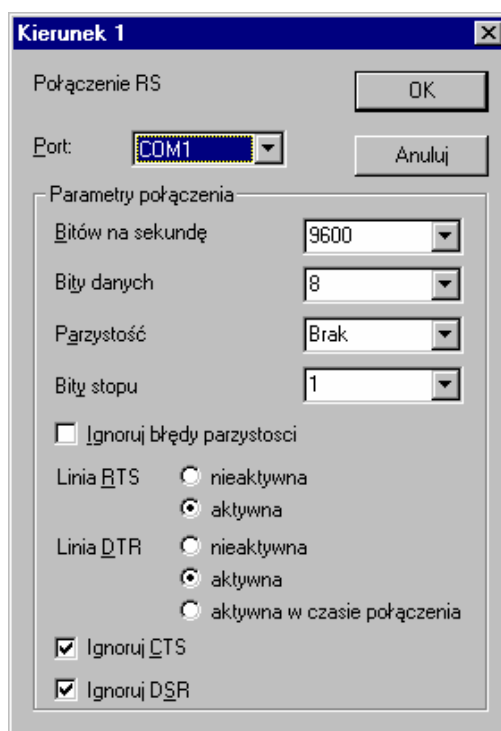 Kierunek 1
Połączenie RS
OK
Port: COM1
Anuluj
Parametry połączenia
Bitów na sekundę 9600
Bity danych 8
Parzystość Brak
Bity stopu 1
Ignoruj błędy parzystosci
Linia RTS nieaktywna
aktywna
Linia DTR nieaktywna
aktywna
aktywna w czasie połączenia
Ignoruj CTS
Ignoruj DSR